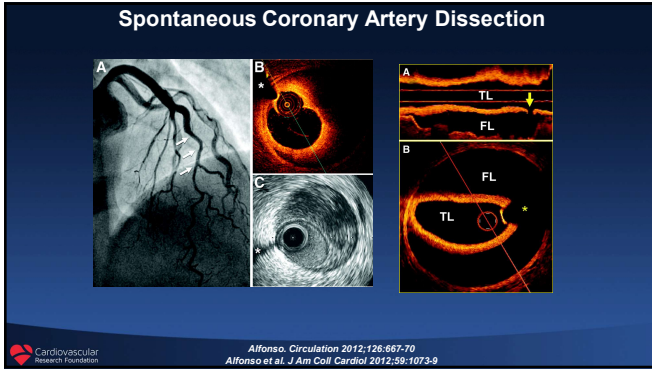 Spontaneous Coronary Artery Dissection
A
B
*
C
*
A
TL
FL
B
FL
TL
*
Cardiovascular
Research Foundation
Alfonso. Circulation 2012;126:667-70
Alfonso et al. J Am Coll Cardiol 2012;59:1073-9